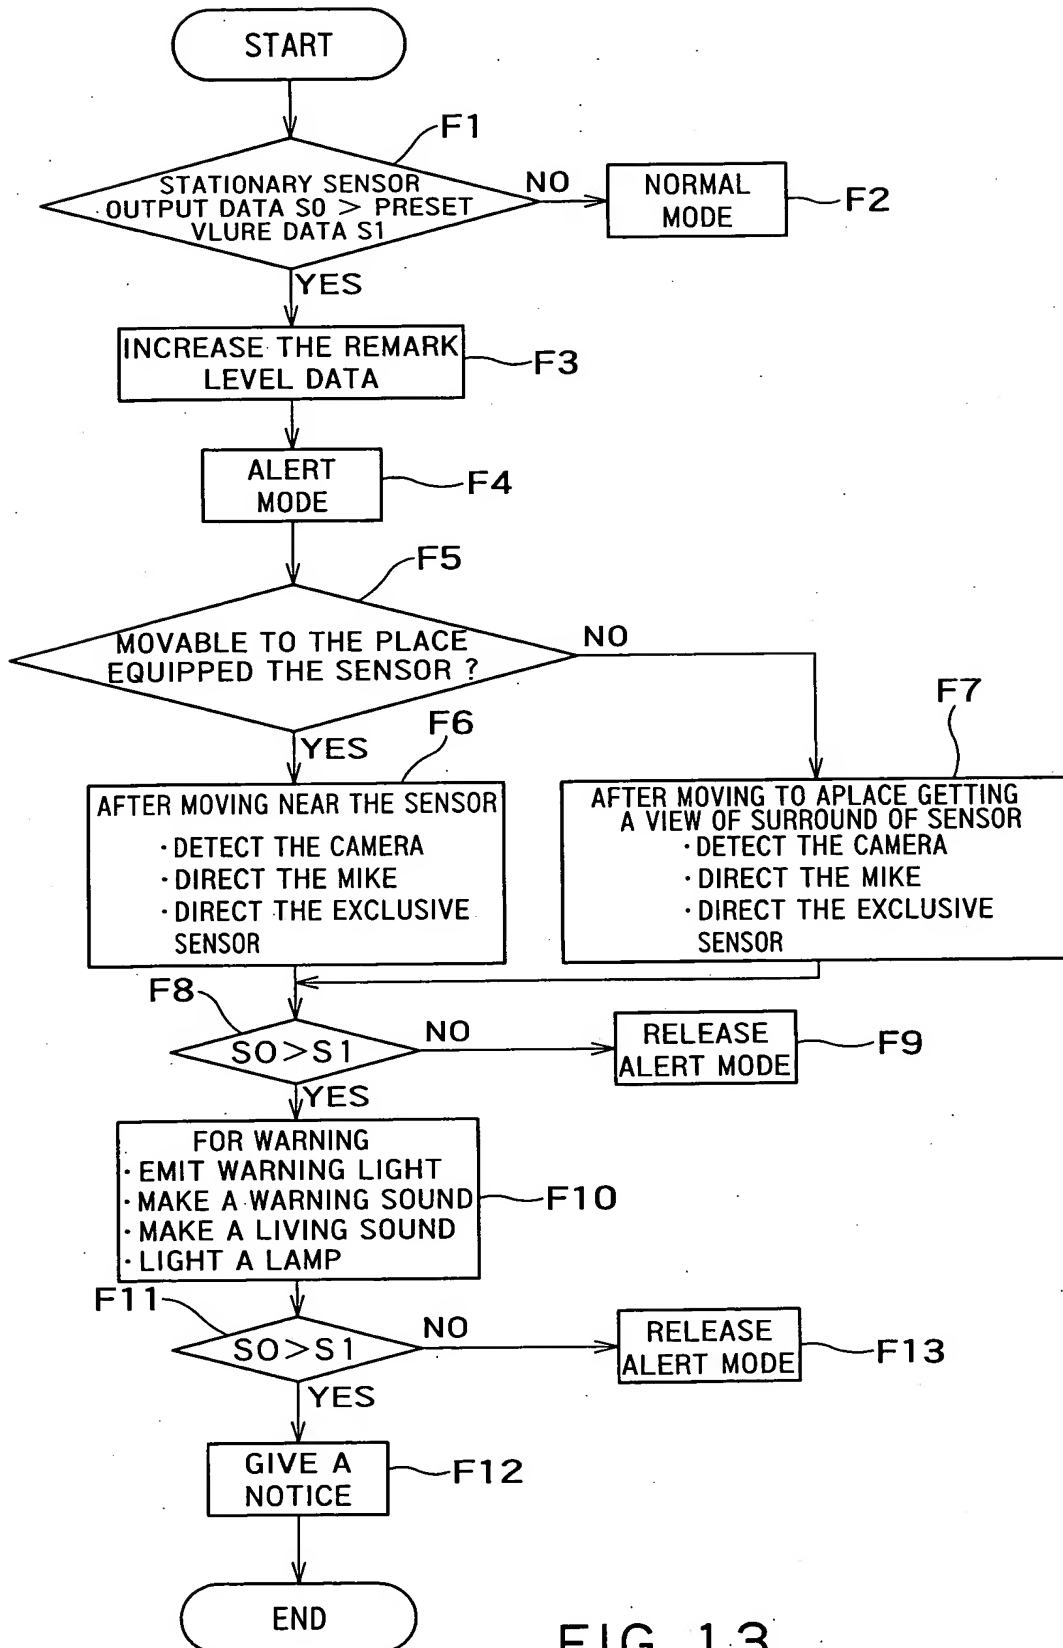 START
F1
STATIONARY SENSOR
OUTPUT DATA S0 > PRESET
VLURE DATA S1
NO
NORMAL
MODE
F2
YES
INCREASE THE REMARK
LEVEL DATA
F3
ALERT
MODE
F4
F5
MOVABLE TO THE PLACE
EQUIPPED THE SENSOR ?
NO
YES
F6
F7
AFTER MOVING NEAR THE SENSOR
· DETECT THE CAMERA
· DIRECT THE MIKE
· DIRECT THE EXCLUSIVE
SENSOR
AFTER MOVING TO APLACE GETTING
A VIEW OF SURROUND OF SENSOR
· DETECT THE CAMERA
· DIRECT THE MIKE
· DIRECT THE EXCLUSIVE
SENSOR
F8
S0>S1
NO
RELEASE
ALERT MODE
F9
YES
FOR WARNING
· EMIT WARNING LIGHT
· MAKE A WARNING SOUND
· MAKE A LIVING SOUND
· LIGHT A LAMP
F10
F11
S0>S1
NO
RELEASE
ALERT MODE
F13
YES
GIVE A
NOTICE
F12
END
FIG. 13